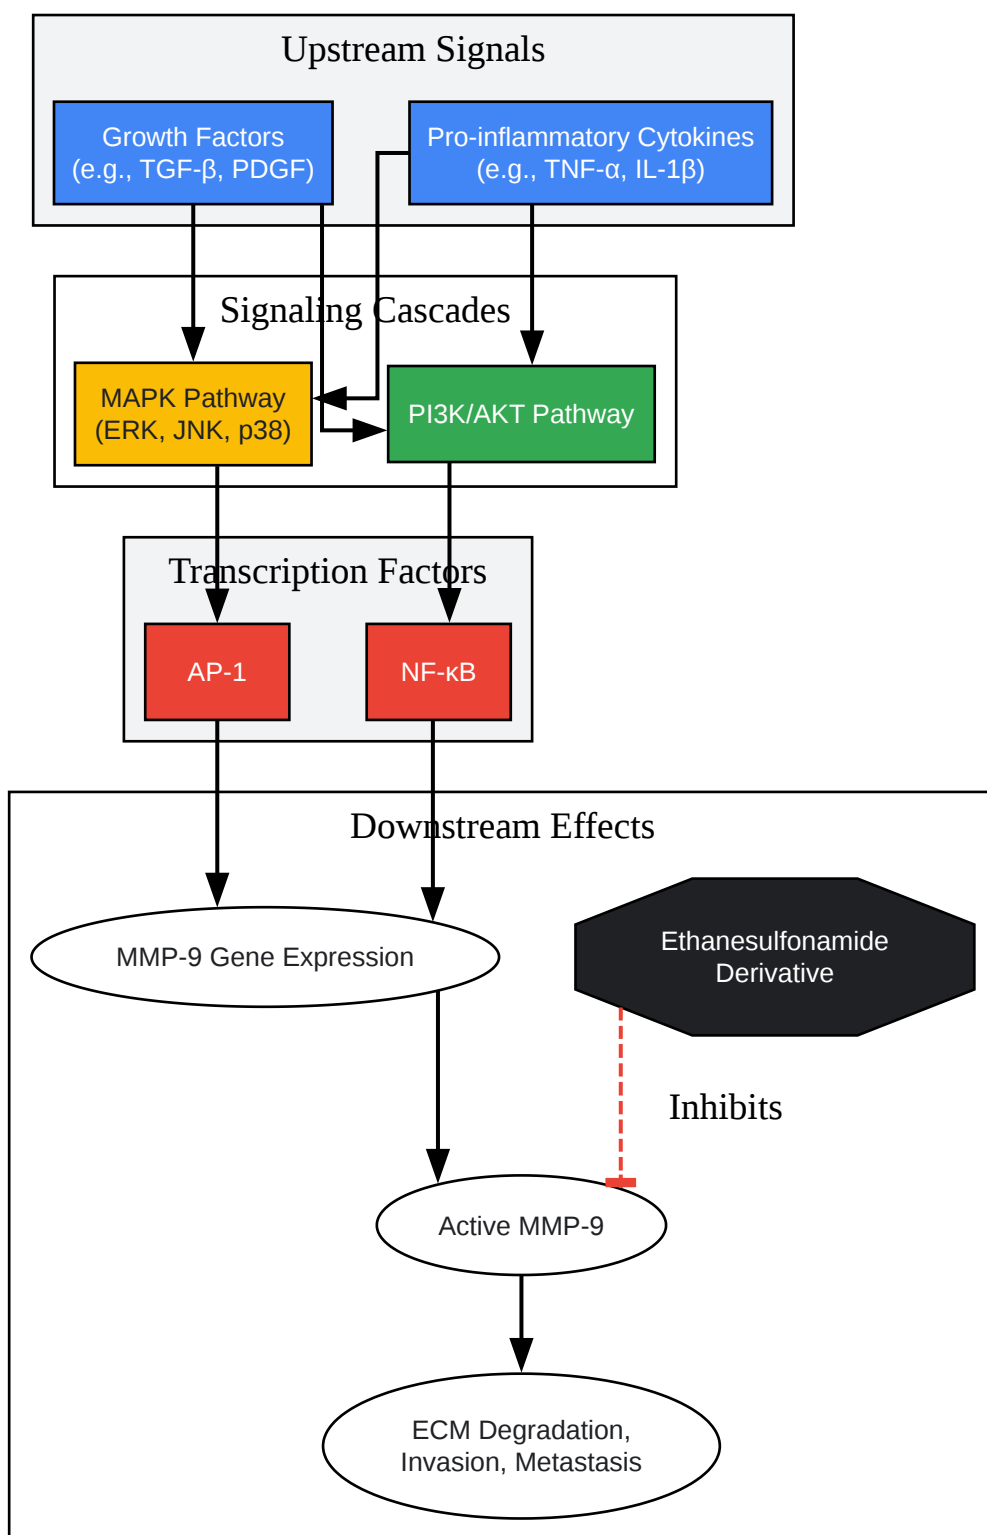 Upstream Signals
Growth Factors
(e.g., TGF-β, PDGF)
Pro-inflammatory Cytokines
(e.g., TNF-α, IL-1β)
Signaling Cascades
MAPK Pathway
(ERK, JNK, p38)
PI3K/AKT Pathway
Transcription Factors
AP-1
NF-κB
Downstream Effects
MMP-9 Gene Expression
Ethanesulfonamide
Derivative
Inhibits
Active MMP-9
ECM Degradation,
Invasion, Metastasis